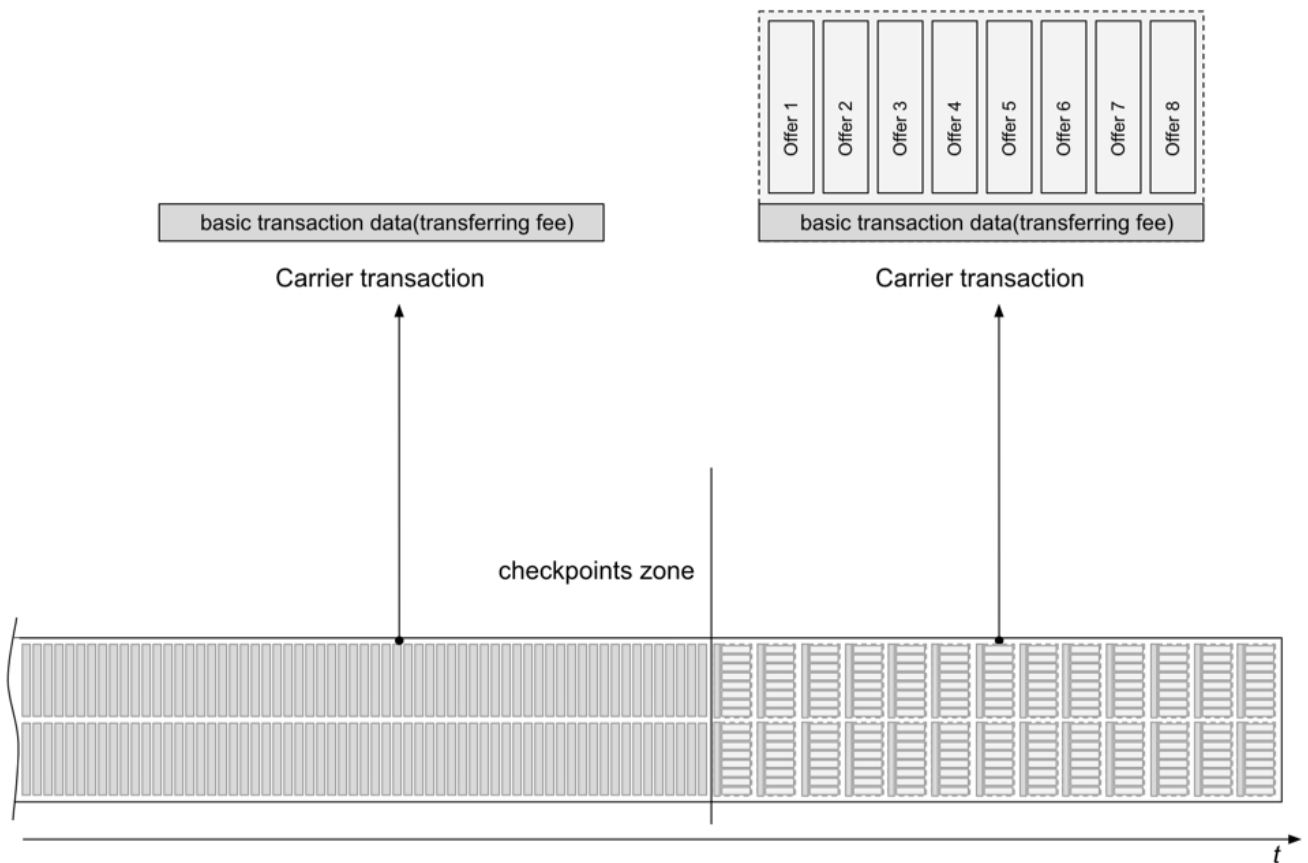 Offer 1
Offer 2
Offer 3
Offer 4
Offer 5
Offer 6
Offer 7
Offer 8
basic transaction data(transferring fee)
basic transaction data(transferring fee)
Carrier transaction
Carrier transaction
checkpoints zone
t